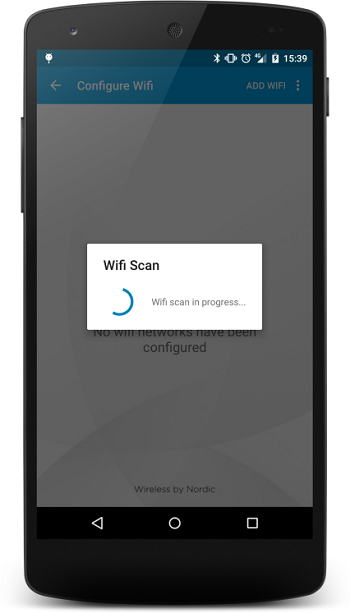 15:39
Configure Wifi ADD WIFI
Wifi Scan
Wifi scan in progress...
No wifi networks have been
configured
Wireless by Nordic